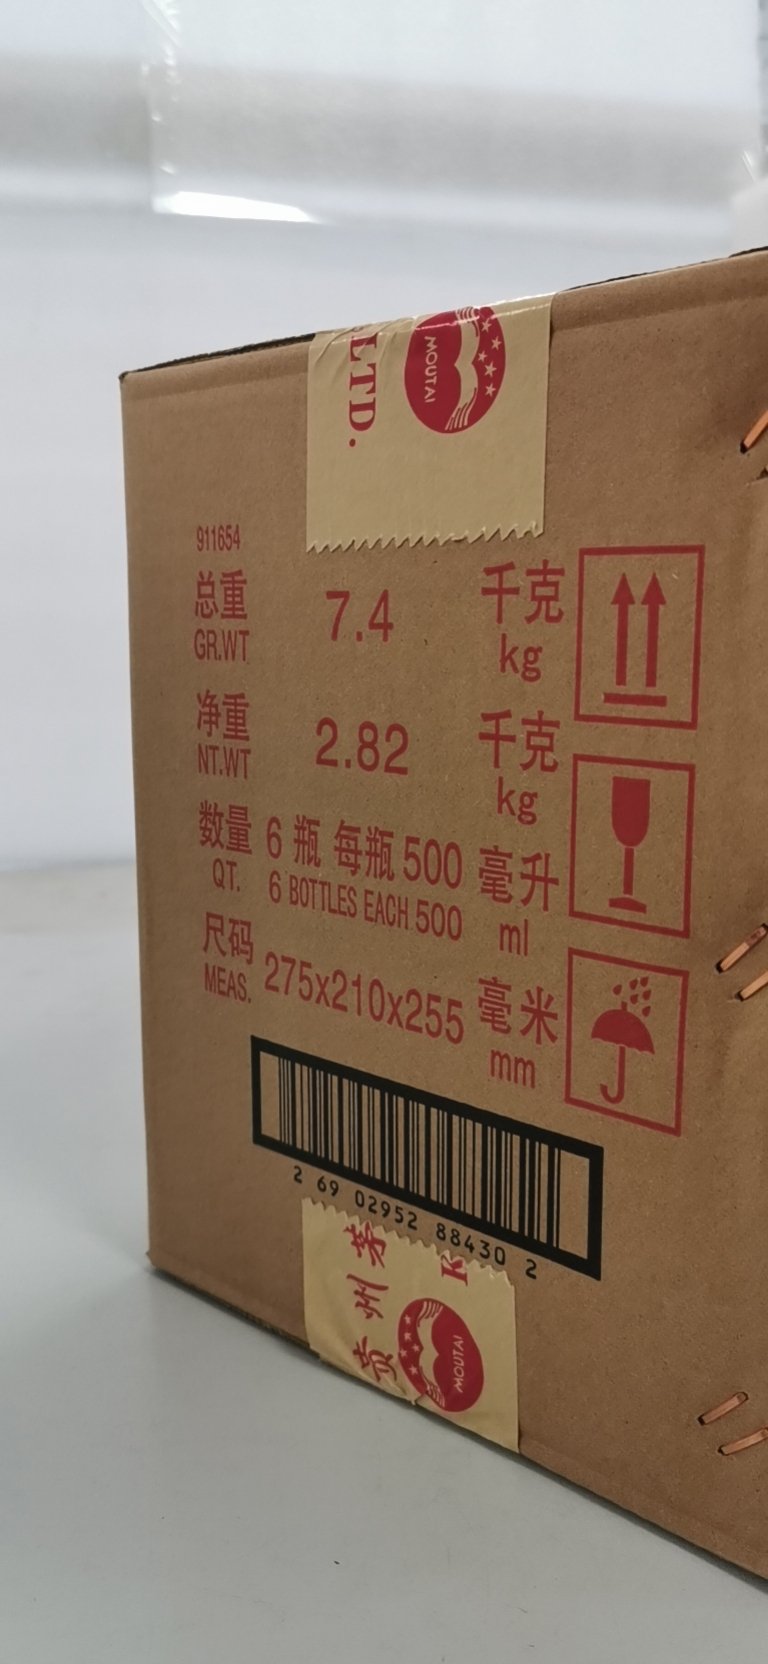 LTD.
MOUTAI
911654
总重 7.4 千克
GR.WT kg
净重 2.82 千克
NT.WT kg
数量 6 瓶 每瓶 500 毫升
QT. 6 BOTTLES EACH 500 ml
尺码 275x210x255 毫米
MEAS. mm
2 69 02952 88430 2
贵州茅
K
MOUTAI